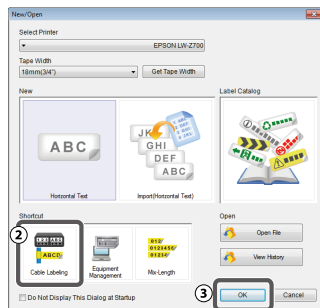 New/Open
Select Printer
EPSON LW-Z700
Tape Width
18mm(3/4")
Get Tape Width
New
Label Catalog
ABC
Horizontal Text
JK
GHI
DEF
ABC
Import(Horizontal Text)
Shortcut
Open
2
ABCD
Cable Labeling
Equipment
Management
012/
0123456/
01234/
Mix-Length
Open File
View History
Do Not Display This Dialog at Startup
3
OK
Cancel